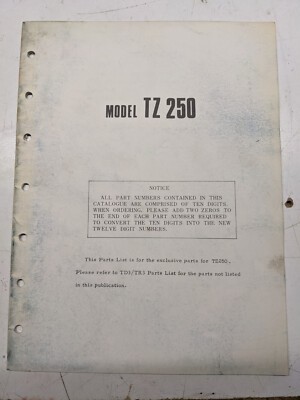 MODEL TZ 250
NOTICE
ALL PART NUMBERS CONTAINED IN THIS
CATALOGUE ARE COMPRISED OF TEN DIGITS.
WHEN ORDERING, PLEASE ADD TWO ZEROS TO
THE END OF EACH PART NUMBER REQUIRED
TO CONVERT THE TEN DIGITS INTO THE NEW
TWELVE DIGIT NUMBERS.
This Parts List is for the exclusive parts for TZ250.
Please refer to TD3/TR3 Parts List for the parts not listed
in this publication.